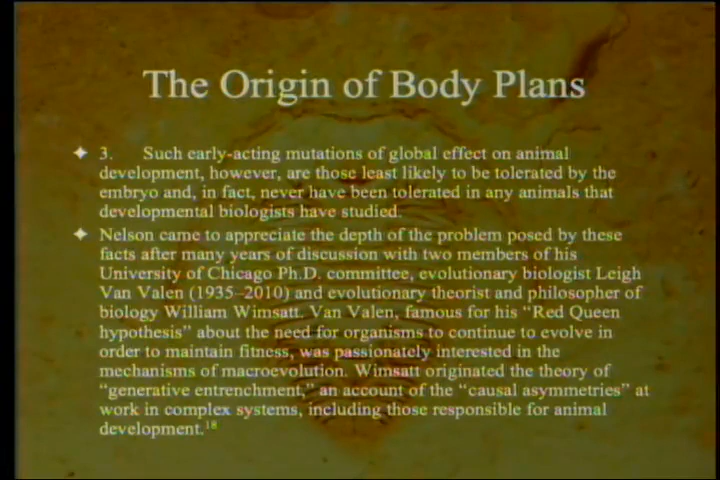 The Origin of Body Plans
✦ 3. Such early-acting mutations of global effect on animal
development, however, are those least likely to be tolerated by the
embryo and, in fact, never have been tolerated in any animals that
developmental biologists have studied.
✦ Nelson came to appreciate the depth of the problem posed by these
facts after many years of discussion with two members of his
University of Chicago Ph.D. committee, evolutionary biologist Leigh
Van Valen (1935–2010) and evolutionary theorist and philosopher of
biology William Wimsatt. Van Valen, famous for his “Red Queen
hypothesis” about the need for organisms to continue to evolve in
order to maintain fitness, was passionately interested in the
mechanisms of macroevolution. Wimsatt originated the theory of
“generative entrenchment,” an account of the “causal asymmetries” at
work in complex systems, including those responsible for animal
development.¹⁸